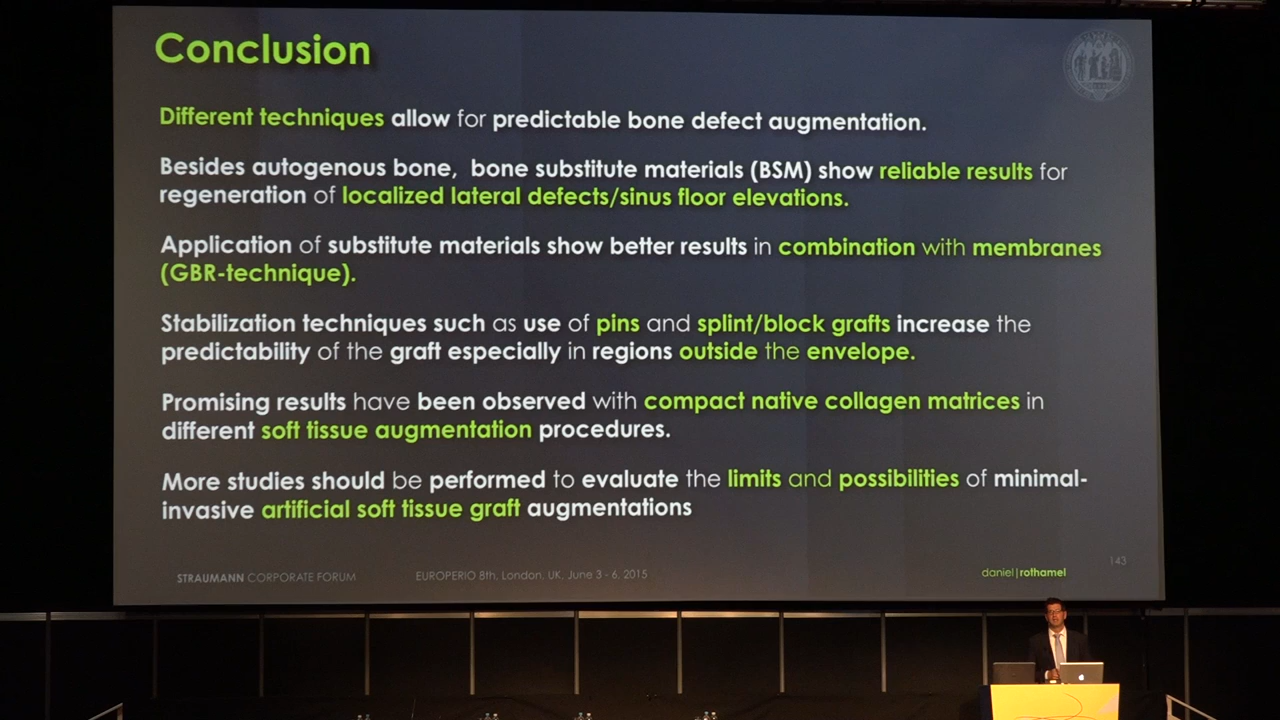 Conclusion
Different techniques allow for predictable bone defect augmentation.
Besides autogenous bone, bone substitute materials (BSM) show reliable results for
regeneration of localized lateral defects/sinus floor elevations.
Application of substitute materials show better results in combination with membranes
(GBR-technique).
Stabilization techniques such as use of pins and splint/block grafts increase the
predictability of the graft especially in regions outside the envelope.
Promising results have been observed with compact native collagen matrices in
different soft tissue augmentation procedures.
More studies should be performed to evaluate the limits and possibilities of minimal-
invasive artificial soft tissue graft augmentations
143
STRAUMANN CORPORATE FORUM
EUROPERIO 8th, London, UK, June 3 - 6, 2015
daniel|rothamel